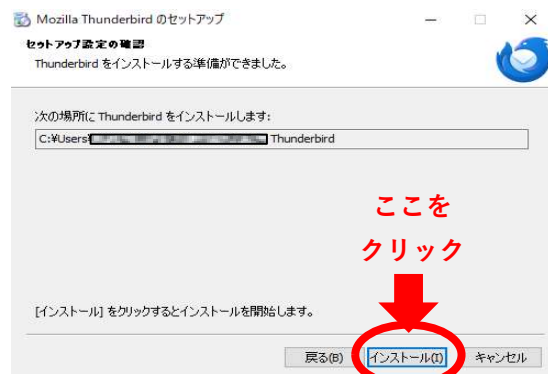 Mozilla Thunderbird のセットアップ
セットアップ設定の確認
Thunderbird をインストールする準備ができました。
次の場所に Thunderbird をインストールします:
C:¥Users¥ Thunderbird
ここを
クリック
[インストール] をクリックするとインストールを開始します。
戻る(B) インストール(I) キャンセル